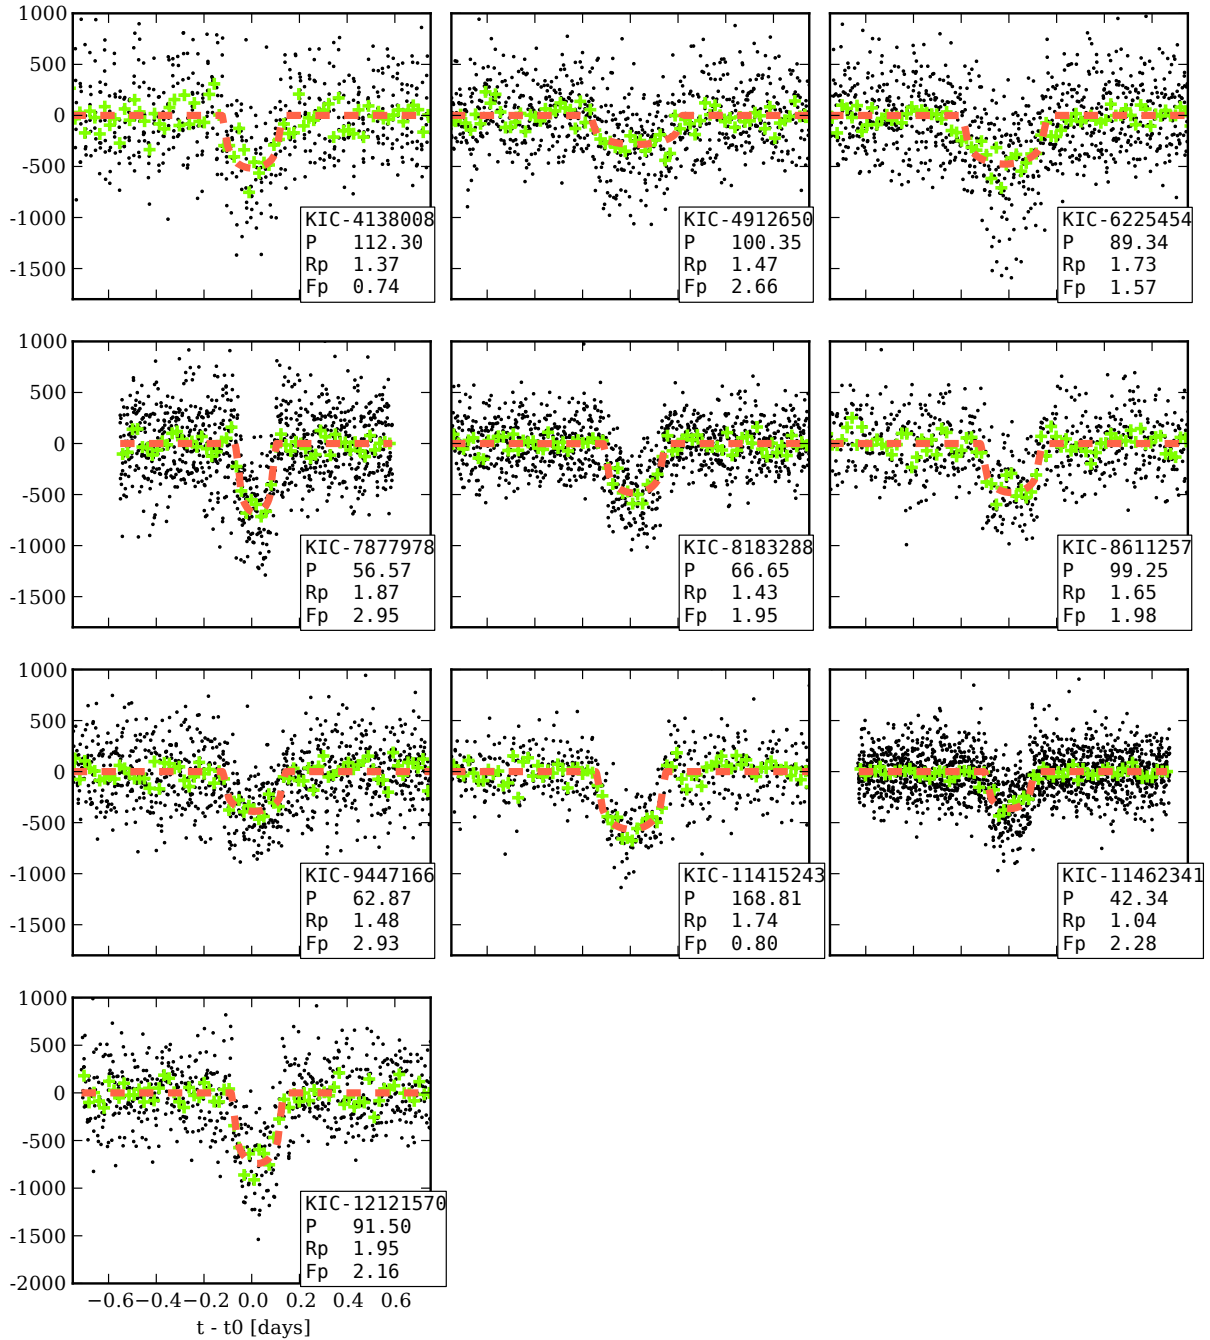 1000
500
0
-500
-1000
-1500
KIC-4138008
P 112.30
Rp 1.37
Fp 0.74
KIC-4912650
P 100.35
Rp 1.47
Fp 2.66
KIC-6225454
P 89.34
Rp 1.73
Fp 1.57
1000
500
0
-500
-1000
-1500
KIC-7877978
P 56.57
Rp 1.87
Fp 2.95
KIC-8183288
P 66.65
Rp 1.43
Fp 1.95
KIC-8611257
P 99.25
Rp 1.65
Fp 1.98
1000
500
0
-500
-1000
-1500
KIC-9447166
P 62.87
Rp 1.48
Fp 2.93
KIC-11415243
P 168.81
Rp 1.74
Fp 0.80
KIC-11462341
P 42.34
Rp 1.04
Fp 2.28
1000
500
0
-500
-1000
-1500
-2000
KIC-12121570
P 91.50
Rp 1.95
Fp 2.16
−0.6 −0.4 −0.2 0.0 0.2 0.4 0.6
t - t0 [days]